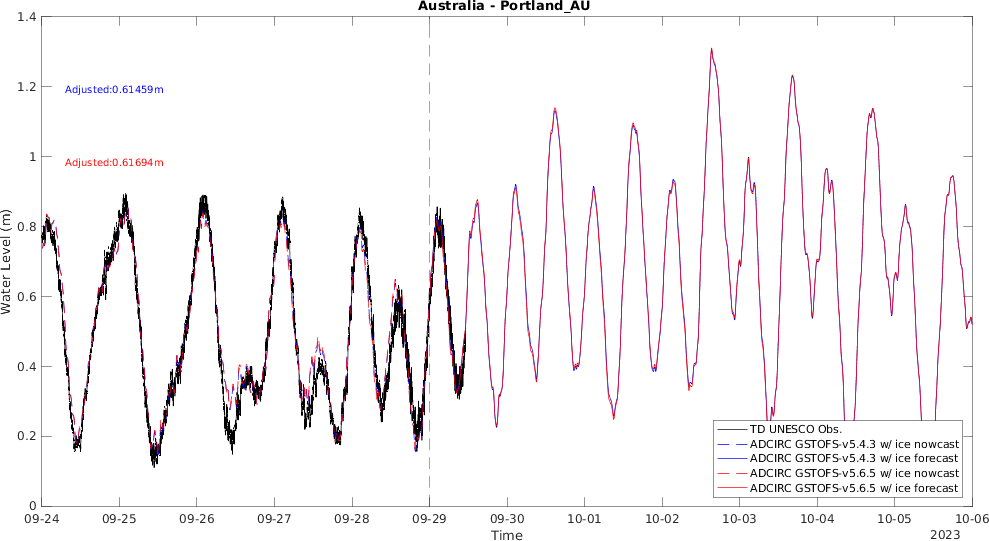 Australia - Portland_AU
1.4
1.2
1
0.8
0.6
0.4
0.2
0
Water Level (m)
Adjusted:0.61459m
Adjusted:0.61694m
TD UNESCO Obs.
ADCIRC GSTOFS-v5.4.3 w/ ice nowcast
ADCIRC GSTOFS-v5.4.3 w/ ice forecast
ADCIRC GSTOFS-v5.6.5 w/ ice nowcast
ADCIRC GSTOFS-v5.6.5 w/ ice forecast
09-24 09-25 09-26 09-27 09-28 09-29 09-30 10-01 10-02 10-03 10-04 10-05 10-06
Time
2023